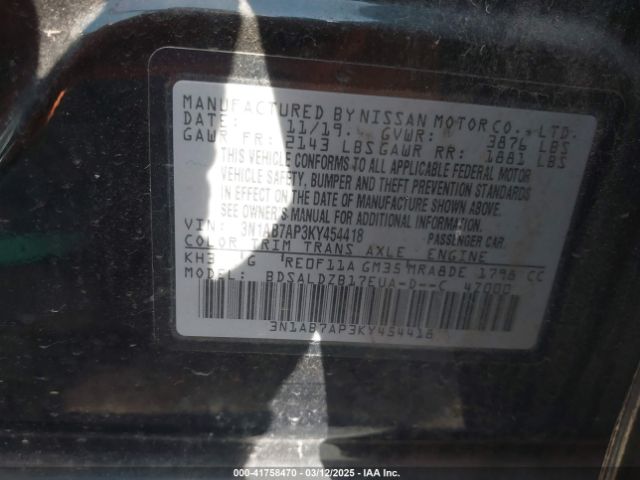 MANUFACTURED BY NISSAN MOTOR CO., LTD.
DATE: 11/19 GVWR: 3876 LBS
GAWR FR: 2143 LBS GAWR RR: 1881 LBS
THIS VEHICLE CONFORMS TO ALL APPLICABLE FEDERAL MOTOR
VEHICLE SAFETY, BUMPER AND THEFT PREVENTION STANDARDS
IN EFFECT ON THE DATE OF MANUFACTURE SHOWN ABOVE.
SEE OWNER'S MANUAL FOR ADDITIONAL INFORMATION.
VIN: 3N1AB7AP3KY454418 PASSENGER CAR
COLOR TRIM TRANS AXLE ENGINE
KH3 G RE0F11A GM35 MRA8DE 1798 CC
MODEL: BDSALDZB17EUA-D--C 47000
3N1AB7AP3KY454418
000-41758470 - 03/12/2025 - IAA Inc.